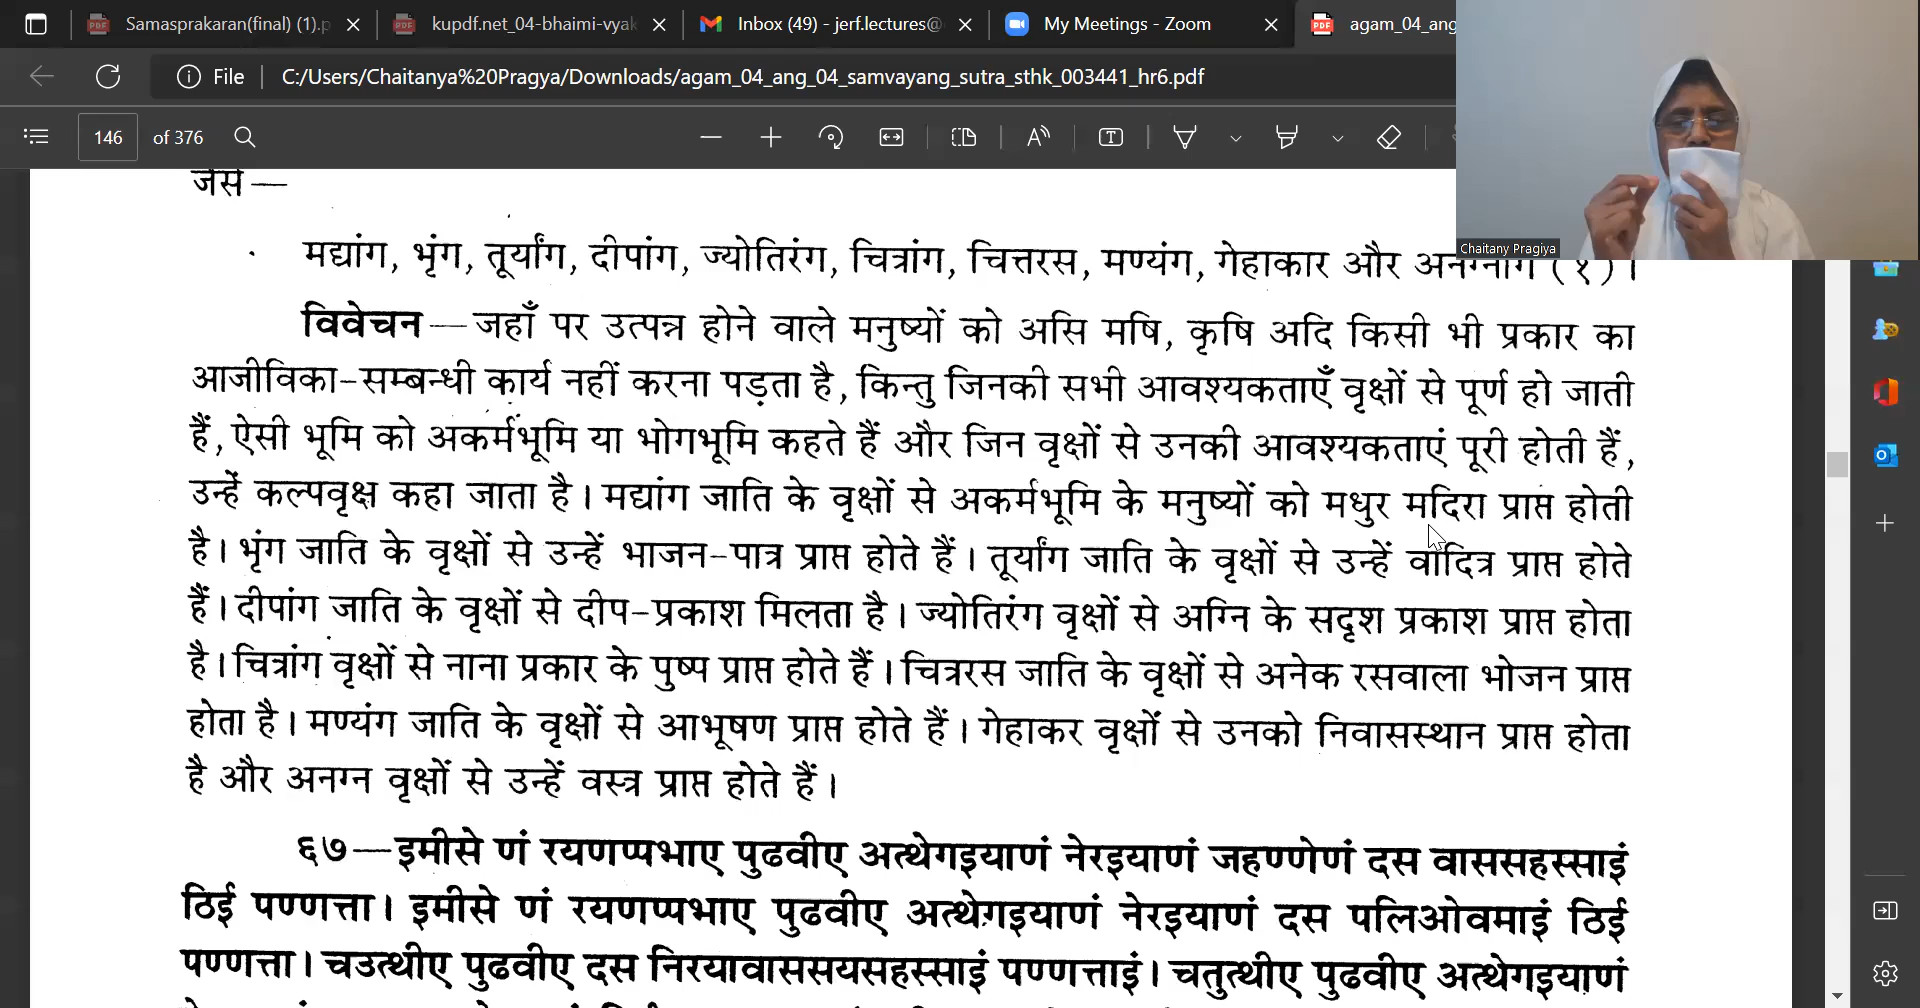 Samasprakaran(final) (1).p
kupdf.net_04-bhaimi-vyak
Inbox (49) - jerf.lectures@
My Meetings - Zoom
agam_04_ang
File
C:/Users/Chaitanya%20Pragya/Downloads/agam_04_ang_04_samvayang_sutra_sthk_003441_hr6.pdf
146 of 376
Chaitany Pragiya
जैसे—
मद्यांग, भृंग, तूर्यांग, दीपांग, ज्योतिरंग, चित्रांग, चित्तरस, मण्यंग, गेहाकार और अनग्नांग (१)।
विवेचन—जहाँ पर उत्पन्न होने वाले मनुष्यों को असि मषि, कृषि अदि किसी भी प्रकार का
आजीविका-सम्बन्धी कार्य नहीं करना पड़ता है, किन्तु जिनकी सभी आवश्यकताएँ वृक्षों से पूर्ण हो जाती
हैं, ऐसी भूमि को अकर्मभूमि या भोगभूमि कहते हैं और जिन वृक्षों से उनकी आवश्यकताएं पूरी होती हैं,
उन्हें कल्पवृक्ष कहा जाता है। मद्यांग जाति के वृक्षों से अकर्मभूमि के मनुष्यों को मधुर मदिरा प्राप्त होती
है। भृंग जाति के वृक्षों से उन्हें भाजन-पात्र प्राप्त होते हैं। तूर्यांग जाति के वृक्षों से उन्हें वादित्र प्राप्त होते
हैं। दीपांग जाति के वृक्षों से दीप-प्रकाश मिलता है। ज्योतिरंग वृक्षों से अग्नि के सदृश प्रकाश प्राप्त होता
है। चित्रांग वृक्षों से नाना प्रकार के पुष्प प्राप्त होते हैं। चित्ररस जाति के वृक्षों से अनेक रसवाला भोजन प्राप्त
होता है। मण्यंग जाति के वृक्षों से आभूषण प्राप्त होते हैं। गेहाकर वृक्षों से उनको निवासस्थान प्राप्त होता
है और अनग्न वृक्षों से उन्हें वस्त्र प्राप्त होते हैं।
६७—इमीसे णं रयणप्पभाए पुढवीए अत्थेगइयाणं नेरइयाणं जहण्णेणं दस वाससहस्साइं
ठिई पण्णत्ता। इमीसे णं रयणप्पभाए पुढवीए अत्थेगइयाणं नेरइयाणं दस पलिओवमाइं ठिई
पण्णत्ता। चउत्थीए पुढवीए दस निरयावाससयसहस्साइं पण्णत्ताइं। चतुत्थीए पुढवीए अत्थेगइयाणं